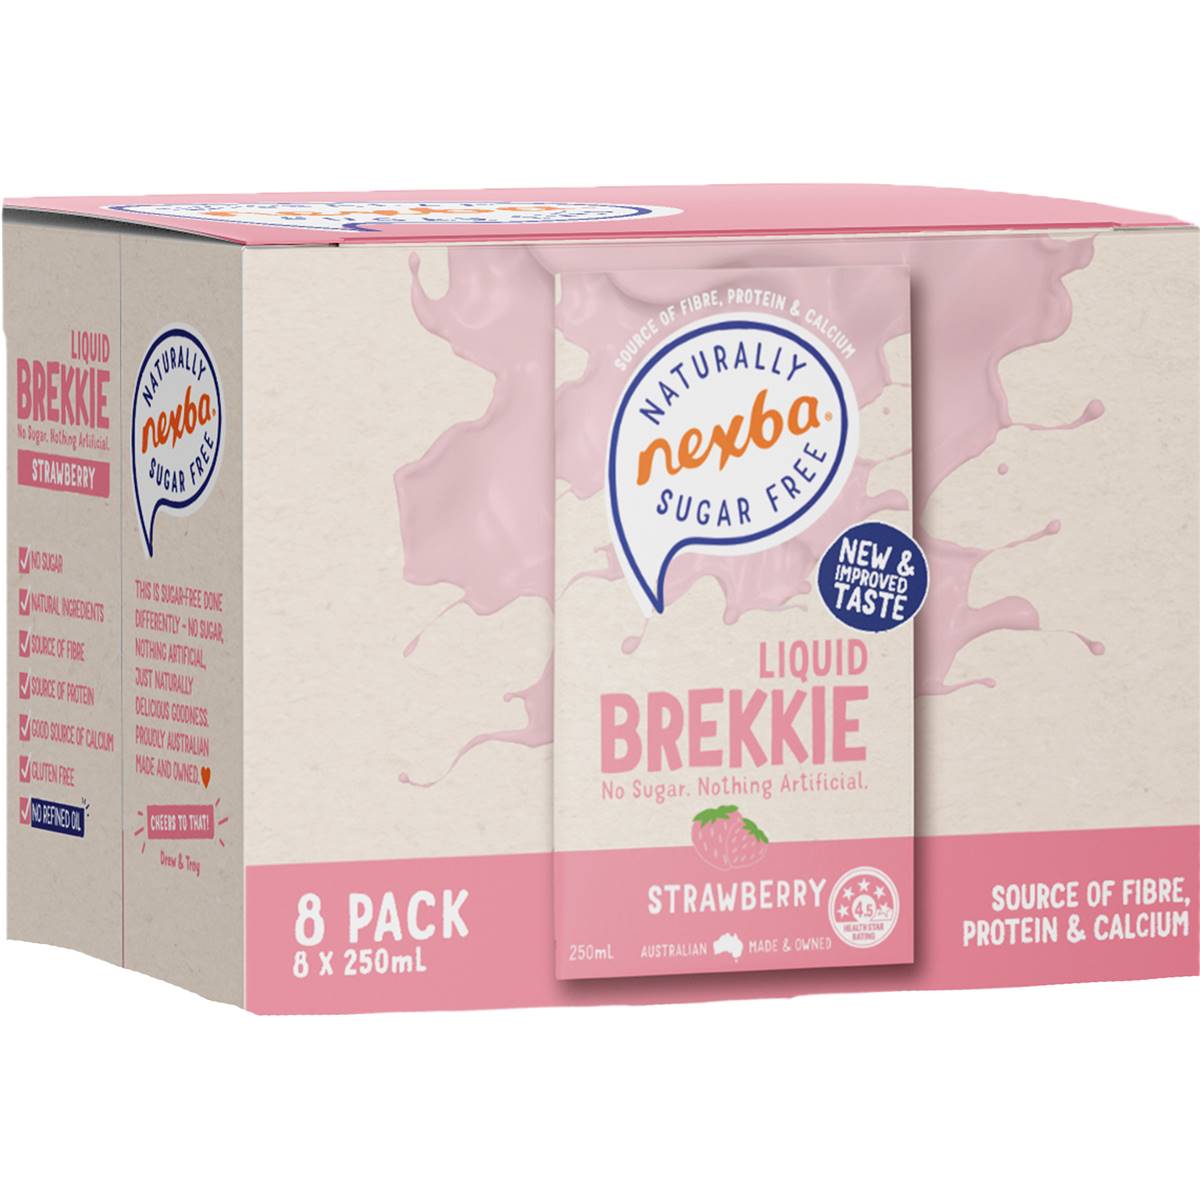 nexba
LIQUID
BREKKIE
No Sugar. Nothing Artificial.
STRAWBERRY
NO SUGAR
NATURAL INGREDIENTS
SOURCE OF FIBRE
SOURCE OF PROTEIN
GOOD SOURCE OF CALCIUM
GLUTEN FREE
NO REFINED OIL
NATURALLY
nexba®
SUGAR FREE
THIS IS SUGAR-FREE DONE
DIFFERENTLY - NO SUGAR,
NOTHING ARTIFICIAL,
JUST NATURALLY
DELICIOUS GOODNESS.
PROUDLY AUSTRALIAN
MADE AND OWNED.
CHEERS TO THAT!
Drew & Troy
SOURCE OF FIBRE, PROTEIN & CALCIUM
NATURALLY
nexba®
SUGAR FREE
NEW &
IMPROVED
TASTE
LIQUID
BREKKIE
No Sugar. Nothing Artificial.
STRAWBERRY
4.5
HEALTH STAR
RATING
250mL
AUSTRALIAN MADE & OWNED
8 PACK
8 X 250mL
SOURCE OF FIBRE,
PROTEIN & CALCIUM